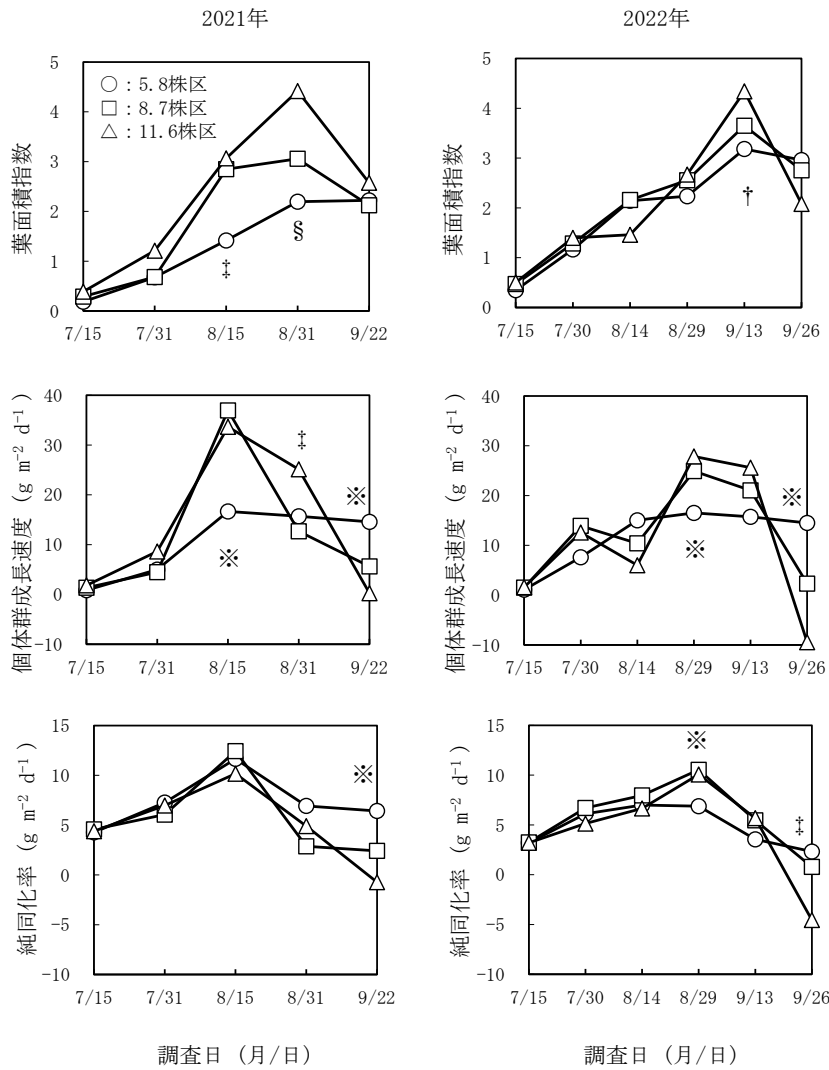 2021年
2022年
葉面積指数
5
4
3
2
1
0
○：5.8株区
□：8.7株区
△：11.6株区
‡
§
7/15 7/31 8/15 8/31 9/22
葉面積指数
5
4
3
2
1
0
†
7/15 7/30 8/14 8/29 9/13 9/26
個体群成長速度 (g m⁻² d⁻¹)
40
30
20
10
0
-10
※
‡
※
7/15 7/31 8/15 8/31 9/22
個体群成長速度 (g m⁻² d⁻¹)
40
30
20
10
0
-10
※
※
7/15 7/30 8/14 8/29 9/13 9/26
純同化率 (g m⁻² d⁻¹)
15
10
5
0
-5
-10
※
7/15 7/31 8/15 8/31 9/22
純同化率 (g m⁻² d⁻¹)
15
10
5
0
-5
-10
※
‡
7/15 7/30 8/14 8/29 9/13 9/26
調査日 (月/日)
調査日 (月/日)